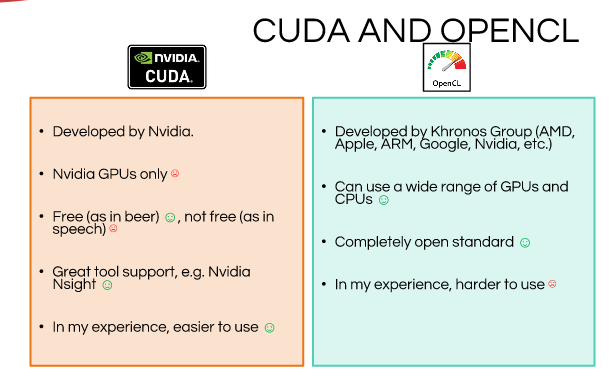 CUDA AND OPENCL
NVIDIA.
CUDA.
OpenCL
• Developed by Nvidia.
• Nvidia GPUs only ☹
• Free (as in beer) ☺, not free (as in
speech) ☹
• Great tool support, e.g. Nvidia
Nsight ☺
• In my experience, easier to use ☺
• Developed by Khronos Group (AMD,
Apple, ARM, Google, Nvidia, etc.)
• Can use a wide range of GPUs and
CPUs ☺
• Completely open standard ☺
• In my experience, harder to use ☹